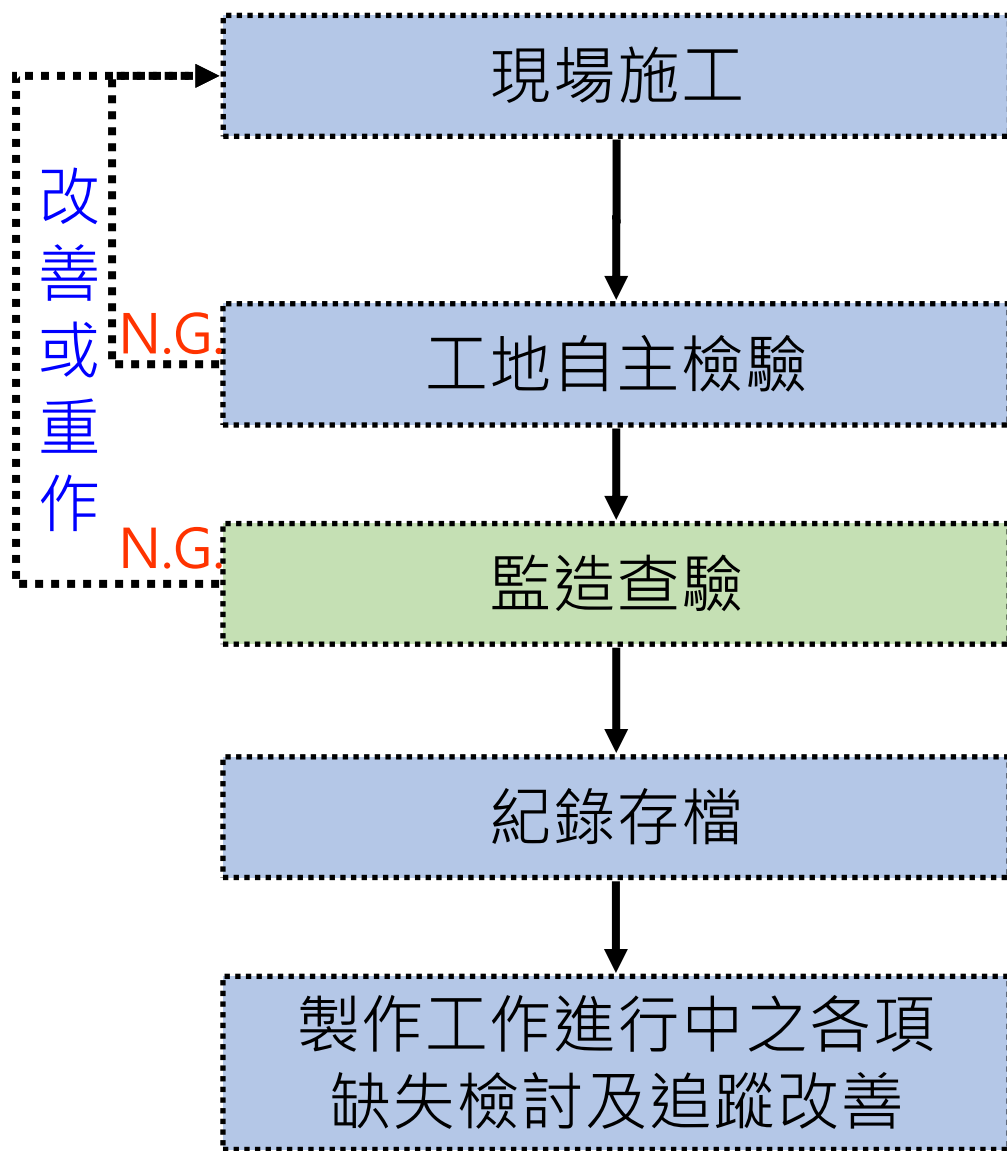 現場施工
改善或重作
N.G.
工地自主檢驗
N.G.
監造查驗
紀錄存檔
製作工作進行中之各項
缺失檢討及追蹤改善